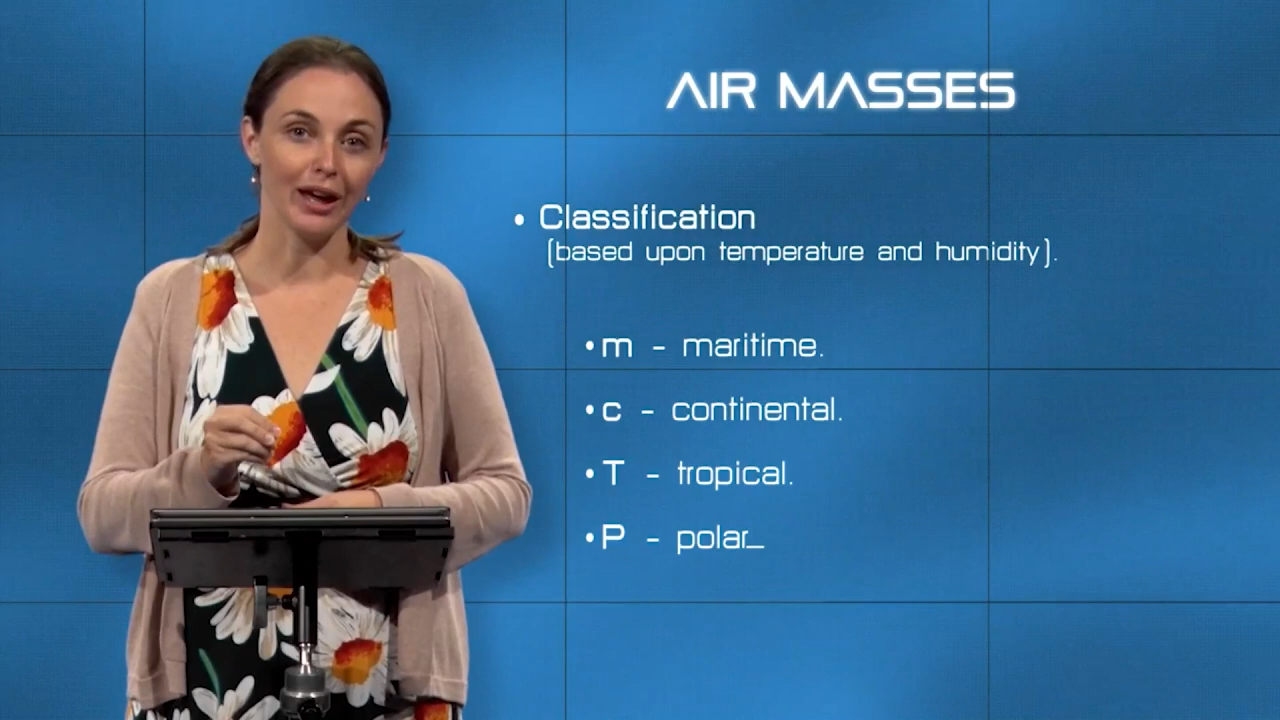 AIR MASSES
• Classification
(based upon temperature and humidity).
• m - maritime.
• c - continental.
• T - tropical.
• P - polar_